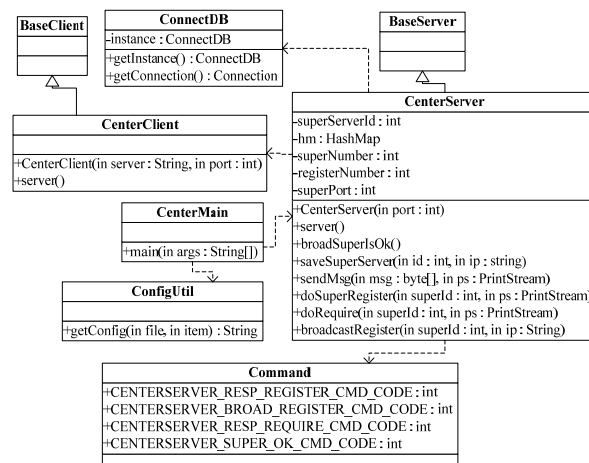 BaseClient
ConnectDB
-instance : ConnectDB
+getInstance() : ConnectDB
+getConnection() : Connection
BaseServer
CenterClient
+CenterClient(in server : String, in port : int)
+server()
CenterServer
-superServerId : int
-hm : HashMap
-superNumber : int
-registerNumber : int
-superPort : int
+CenterServer(in port : int)
+server()
+broadSuperIsOk()
+saveSuperServer(in id : int, in ip : string)
+sendMsg(in msg : byte[], in ps : PrintStream)
+doSuperRegister(in superId : int, in ps : PrintStream)
+doRequire(in superId : int, in ps : PrintStream)
+broadcastRegister(in superId : int, in ip : String)
CenterMain
+main(in args : String[])
ConfigUtil
+getConfig(in file, in item) : String
Command
+CENTERSERVER_RESP_REGISTER_CMD_CODE : int
+CENTERSERVER_BROAD_REGISTER_CMD_CODE : int
+CENTERSERVER_RESP_REQUIRE_CMD_CODE : int
+CENTERSERVER_SUPER_OK_CMD_CODE : int